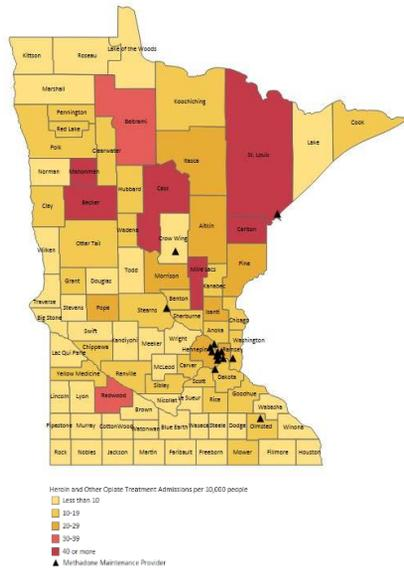 Kittson
Roseau
Lake of the Woods
Marshall
Koochiching
Beltrami
Pennington
Red Lake
Polk
Clearwater
St. Louis
Lake
Cook
Itasca
Norman
Mahnomen
Hubbard
Cass
Clay
Becker
Wadena
Aitkin
Carlton
Crow Wing
Wilkin
Otter Tail
Todd
Pine
Mille Lacs
Kanabec
Grant
Douglas
Morrison
Traverse
Big Stone
Stevens
Pope
Stearns
Benton
Isanti
Sherburne
Chisago
Anoka
Swift
Kandiyohi
Meeker
Wright
Washington
Lac Qui Parle
Chippewa
Hennepin
Ramsey
McLeod
Carver
Yellow Medicine
Renville
Scott
Dakota
Sibley
Lincoln
Lyon
Redwood
Nicollet
Le Sueur
Rice
Goodhue
Wabasha
Brown
Pipestone
Murray
Cottonwood
Watonwan
Blue Earth
Waseca
Steele
Dodge
Olmsted
Winona
Rock
Nobles
Jackson
Martin
Faribault
Freeborn
Mower
Fillmore
Houston
Heroin and Other Opiate Treatment Admissions per 10,000 people
Less than 10
10-19
20-29
30-39
40 or more
Methadone Maintenance Provider